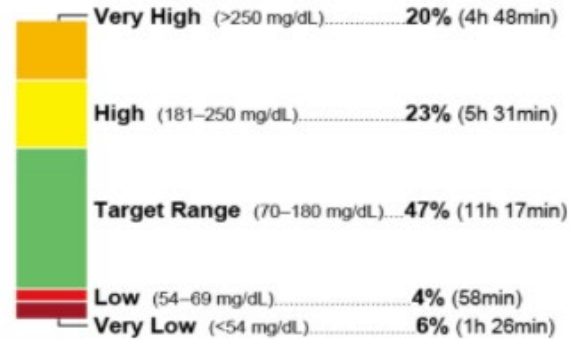 Very High (>250 mg/dL)......................20% (4h 48min)
High (181–250 mg/dL)...........................23% (5h 31min)
Target Range (70–180 mg/dL)....47% (11h 17min)
Low (54–69 mg/dL)...................................4% (58min)
Very Low (<54 mg/dL)...........................6% (1h 26min)